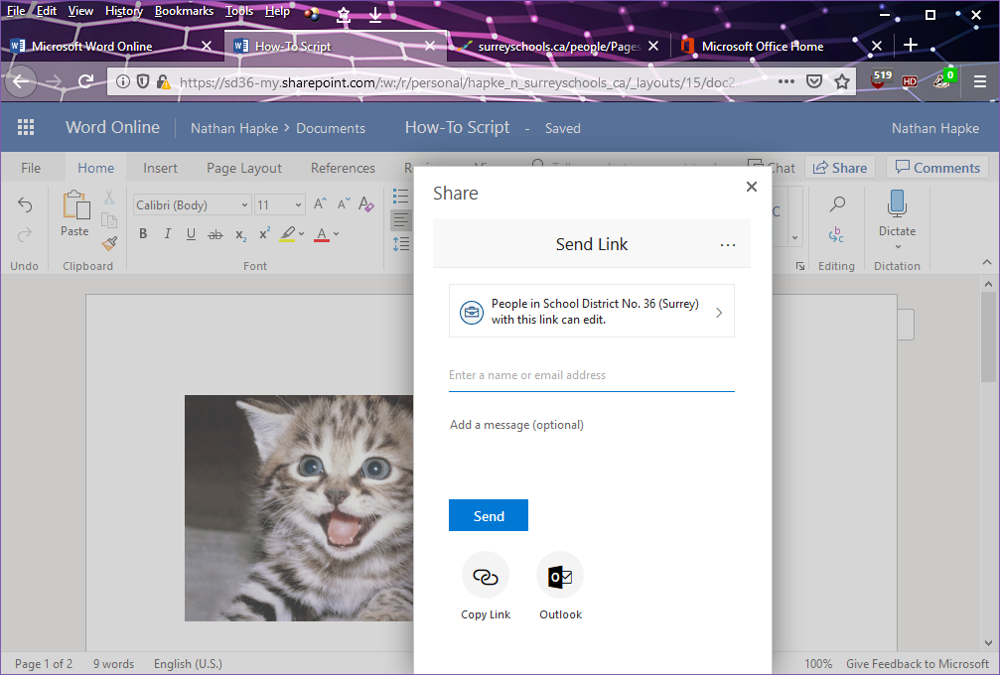 File Edit View History Bookmarks Tools Help
Microsoft Word Online
How-To Script
surreyschools.ca/people/Pages
Microsoft Office Home
https://sd36-my.sharepoint.com/:w:/r/personal/hapke_n_surreyschools_ca/_layouts/15/doc2
519
HD
0
Word Online
Nathan Hapke > Documents
How-To Script - Saved
Nathan Hapke
File Home Insert Page Layout References
Chat Share Comments
Calibri (Body) 11
Paste
B I U ab x₂ x² A
Dictate
Undo Clipboard Font Editing Dictation
Share
Send Link
People in School District No. 36 (Surrey)
with this link can edit.
Enter a name or email address
Add a message (optional)
Send
Copy Link Outlook
Page 1 of 2 9 words English (U.S.) 100% Give Feedback to Microsoft